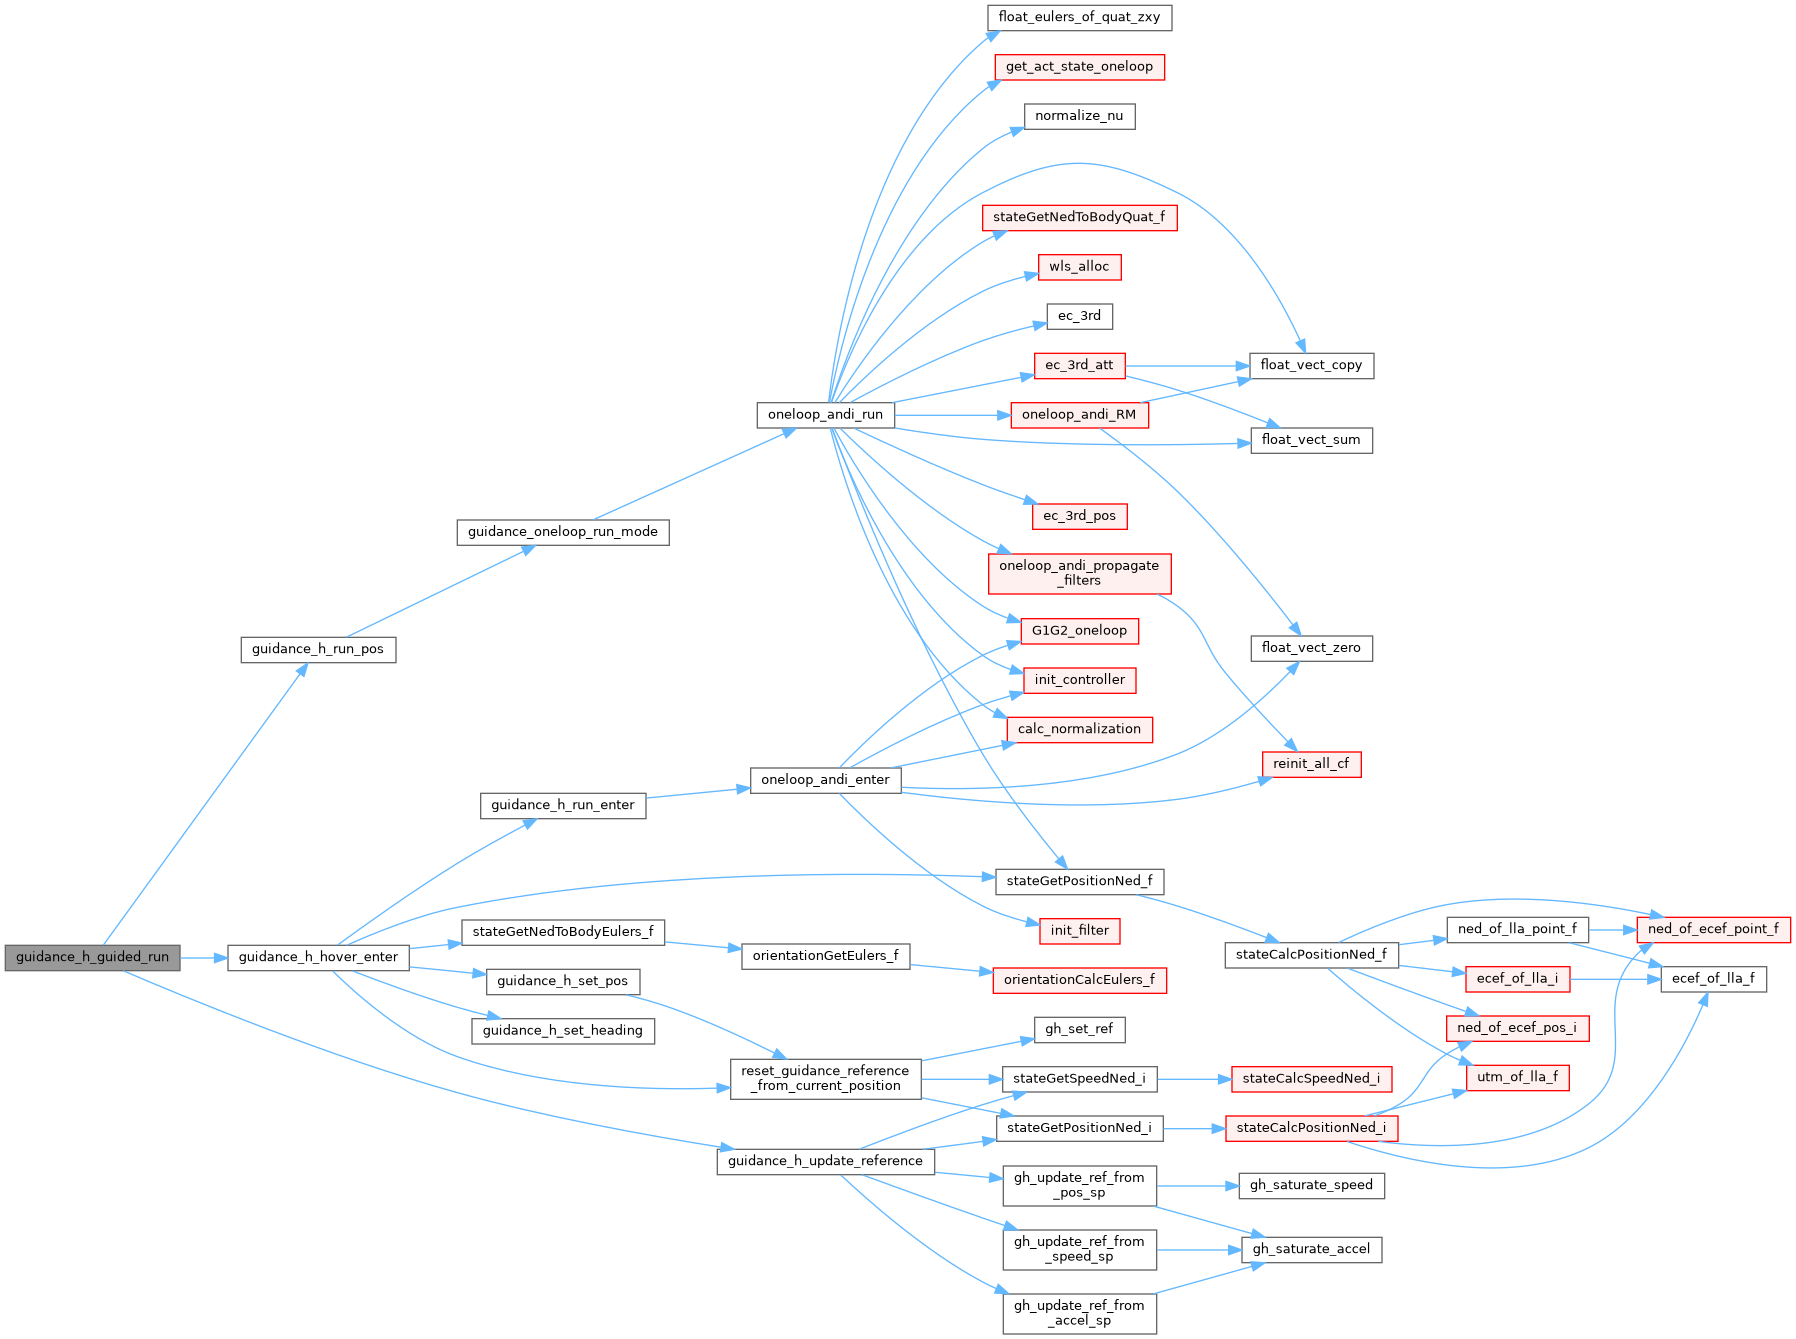 float_eulers_of_quat_zxy
get_act_state_oneloop
normalize_nu
stateGetNedToBodyQuat_f
wls_alloc
ec_3rd
ec_3rd_att
float_vect_copy
oneloop_andi_run
oneloop_andi_RM
float_vect_sum
ec_3rd_pos
guidance_oneloop_run_mode
oneloop_andi_propagate
_filters
G1G2_oneloop
guidance_h_run_pos
float_vect_zero
init_controller
calc_normalization
reinit_all_cf
oneloop_andi_enter
guidance_h_run_enter
stateGetPositionNed_f
init_filter
stateGetNedToBodyEulers_f
ned_of_lla_point_f
ned_of_ecef_point_f
guidance_h_guided_run
guidance_h_hover_enter
orientationGetEulers_f
stateCalcPositionNed_f
guidance_h_set_pos
orientationCalcEulers_f
ecef_of_lla_i
ecef_of_lla_f
guidance_h_set_heading
gh_set_ref
ned_of_ecef_pos_i
reset_guidance_reference
_from_current_position
stateGetSpeedNed_i
stateCalcSpeedNed_i
utm_of_lla_f
stateGetPositionNed_i
stateCalcPositionNed_i
guidance_h_update_reference
gh_update_ref_from
_pos_sp
gh_saturate_speed
gh_update_ref_from
_speed_sp
gh_saturate_accel
gh_update_ref_from
_accel_sp